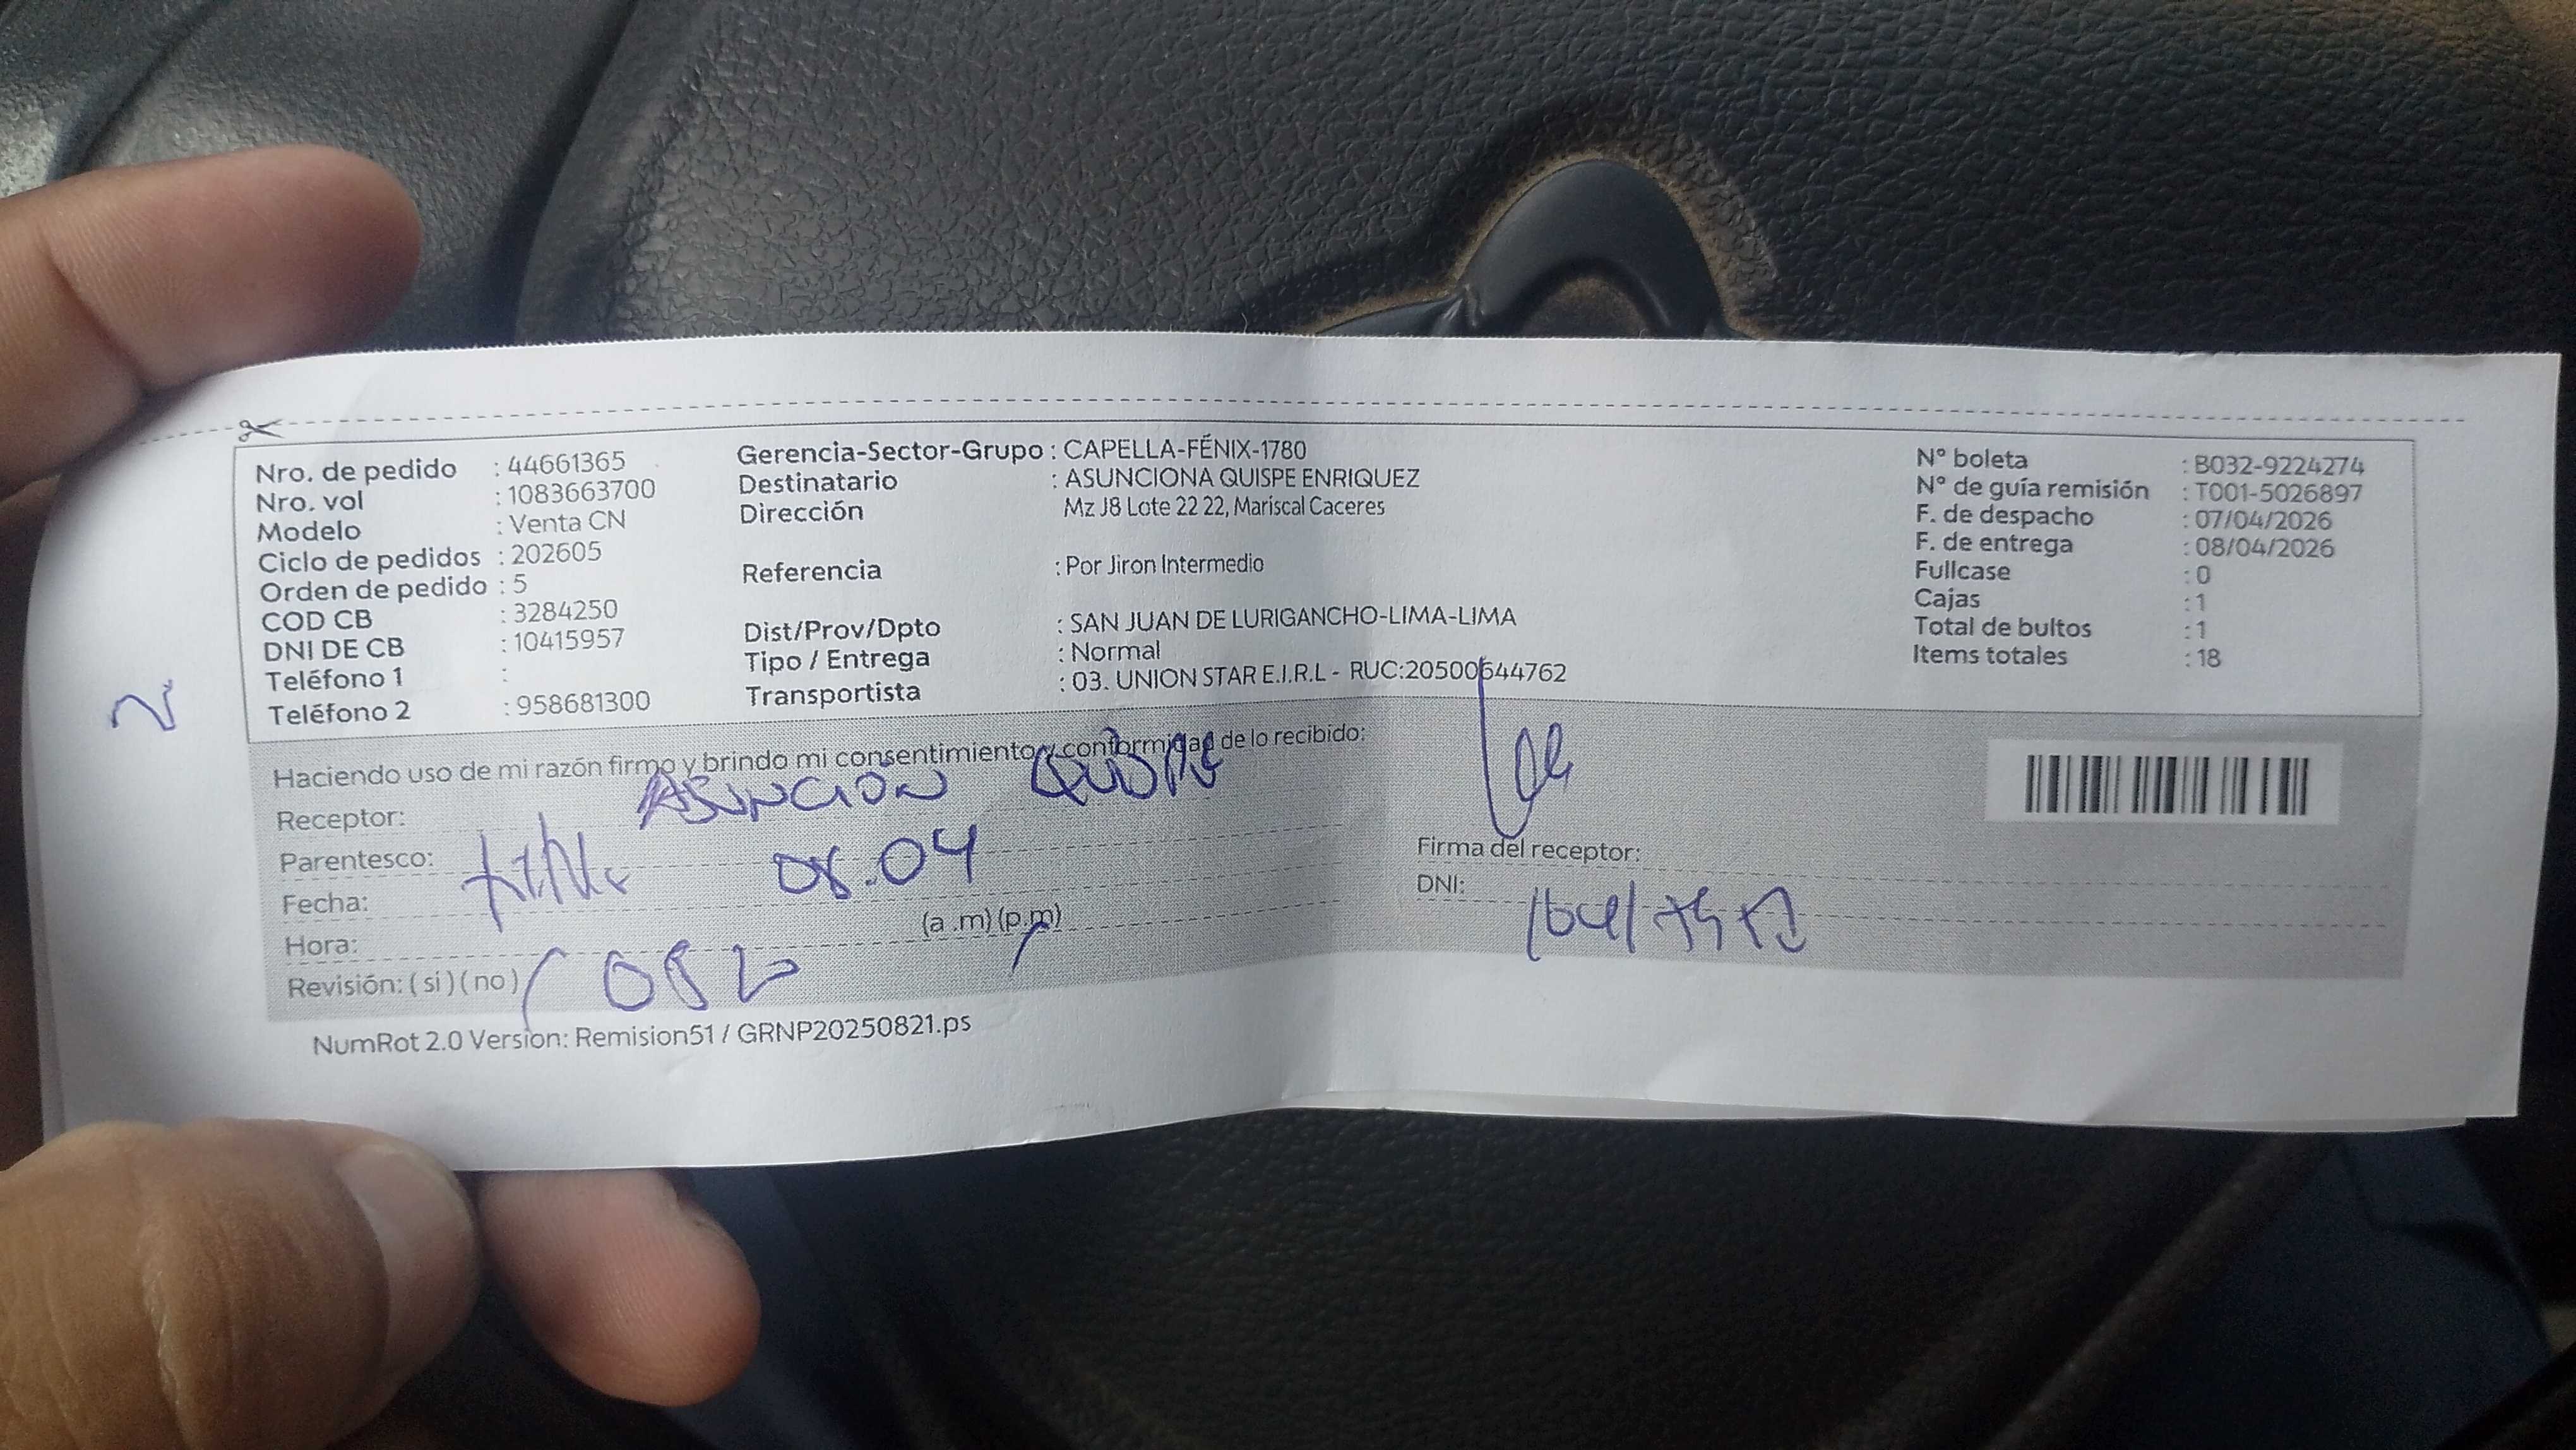 Nro. de pedido : 44661365
Nro. vol : 1083663700
Modelo : Venta CN
Ciclo de pedidos : 202605
Orden de pedido : 5
COD CB : 3284250
DNI DE CB : 10415957
Teléfono 1 :
Teléfono 2 : 958681300
Gerencia-Sector-Grupo : CAPELLA-FÉNIX-1780
Destinatario : ASUNCIONA QUISPE ENRIQUEZ
Dirección Mz J8 Lote 22 22, Mariscal Caceres
Referencia : Por Jiron Intermedio
Dist/Prov/Dpto : SAN JUAN DE LURIGANCHO-LIMA-LIMA
Tipo / Entrega : Normal
Transportista : 03. UNION STAR E.I.R.L - RUC:20500644762
N° boleta : B032-9224274
N° de guía remisión : T001-5026897
F. de despacho : 07/04/2026
F. de entrega : 08/04/2026
Fullcase : 0
Cajas : 1
Total de bultos : 1
Items totales : 18
Haciendo uso de mi razón firmo y brindo mi consentimiento y conformidad de lo recibido:
Receptor: ASUNCION QUISPE
Parentesco:
Fecha: 08.04
Hora: (a .m) (p.m)
Revisión: ( si ) ( no )
Firma del receptor:
DNI:
NumRot 2.0 Version: Remision51 / GRNP20250821.ps